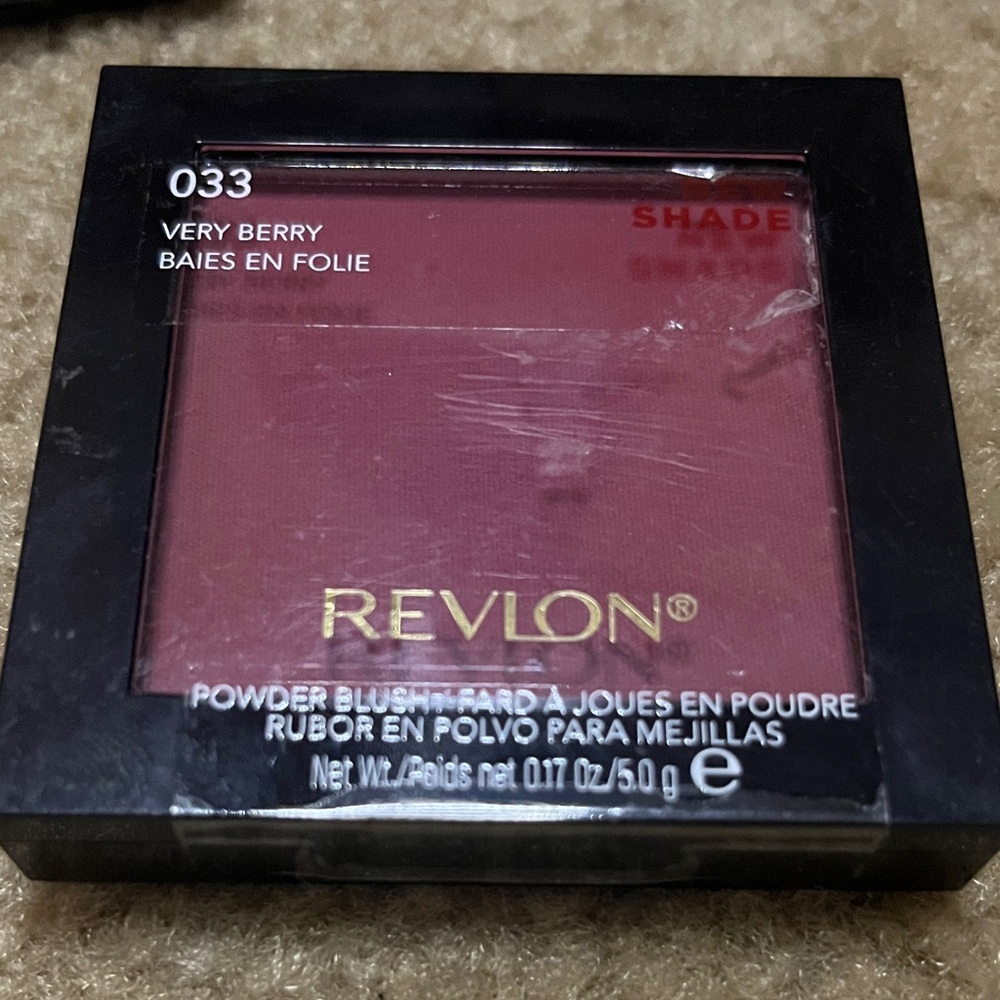 033
VERY BERRY
BAIES EN FOLIE
SHADE
REVLON®
POWDER BLUSH • FARD À JOUES EN POUDRE
RUBOR EN POLVO PARA MEJILLAS
Net Wt./Poids net 0.17 Oz./5.0 g ℮